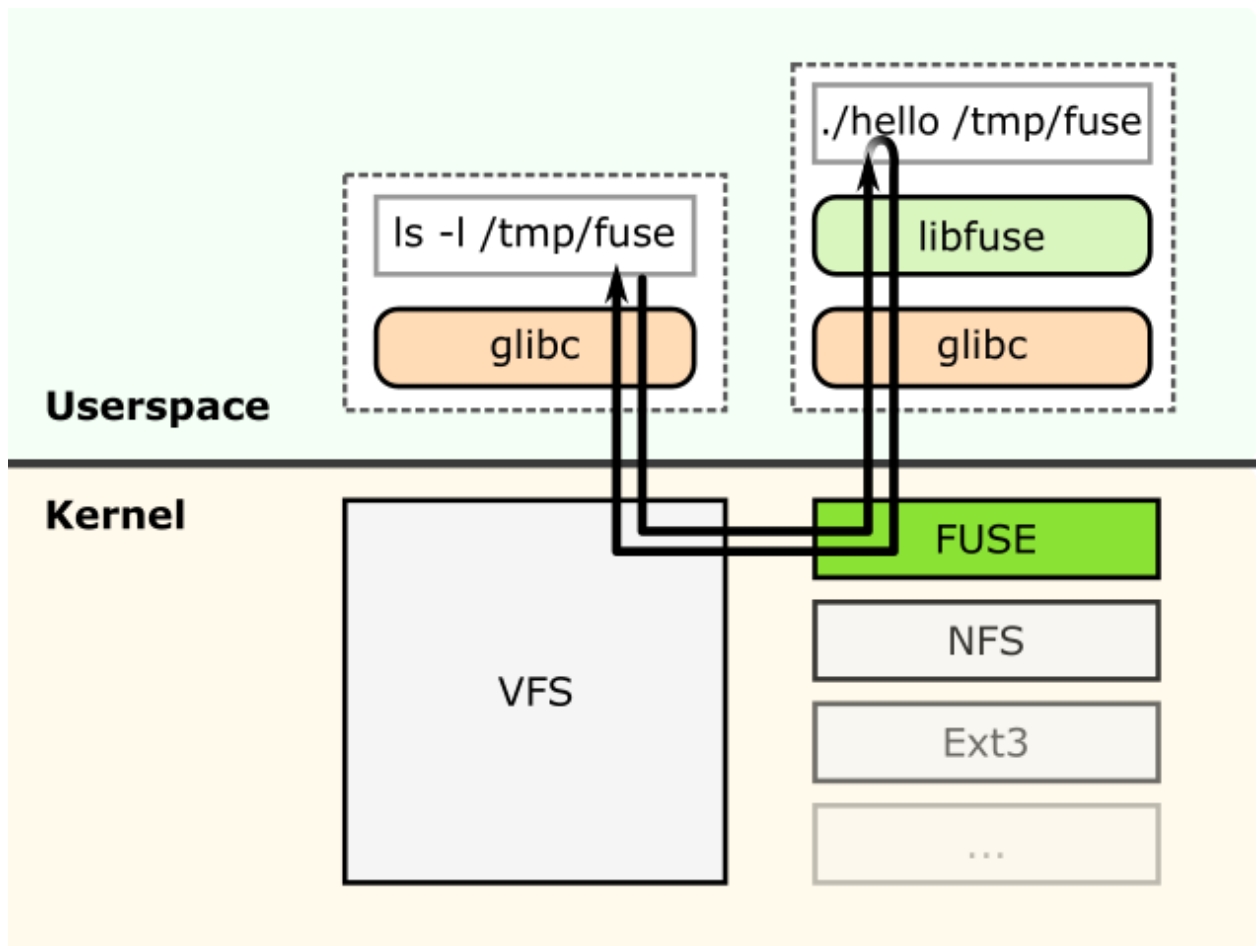 ./hello /tmp/fuse
ls -l /tmp/fuse
libfuse
glibc
glibc
Userspace
Kernel
FUSE
NFS
VFS
Ext3
...